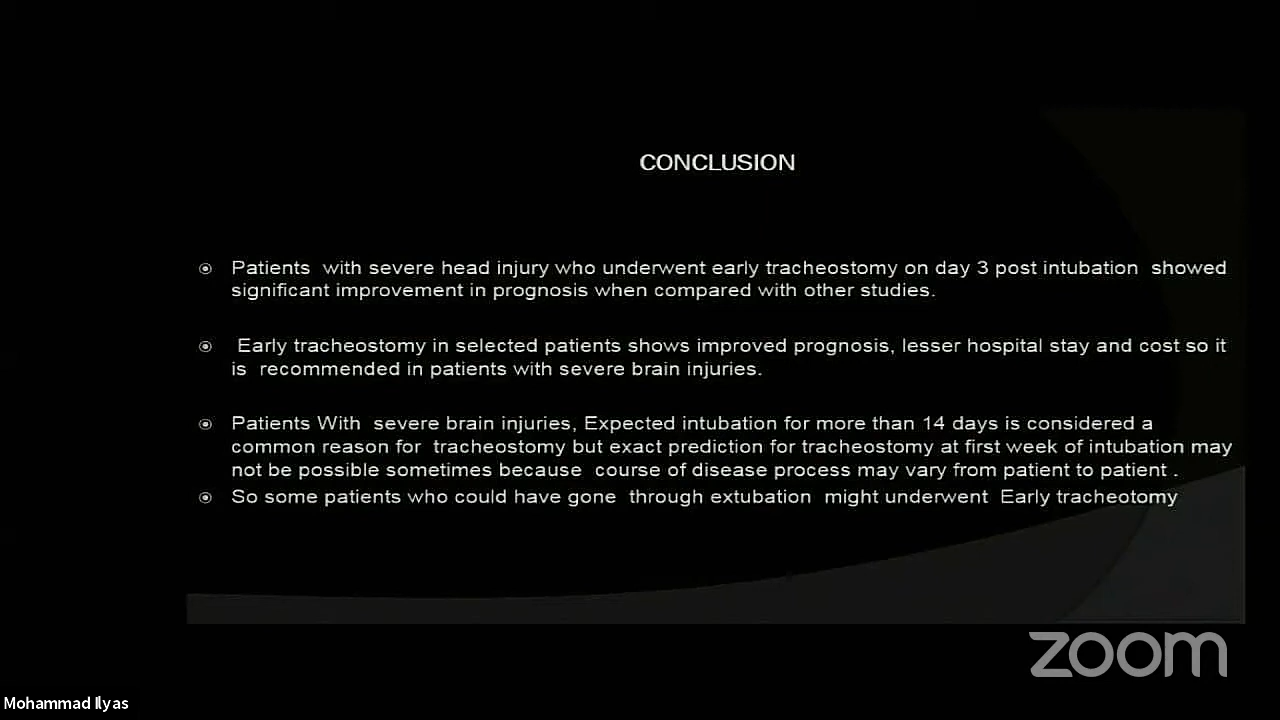 CONCLUSION
Patients with severe head injury who underwent early tracheostomy on day 3 post intubation showed
significant improvement in prognosis when compared with other studies.
Early tracheostomy in selected patients shows improved prognosis, lesser hospital stay and cost so it
is recommended in patients with severe brain injuries.
Patients With severe brain injuries, Expected intubation for more than 14 days is considered a
common reason for tracheostomy but exact prediction for tracheostomy at first week of intubation may
not be possible sometimes because course of disease process may vary from patient to patient .
So some patients who could have gone through extubation might underwent Early tracheotomy
zoom
Mohammad Ilyas